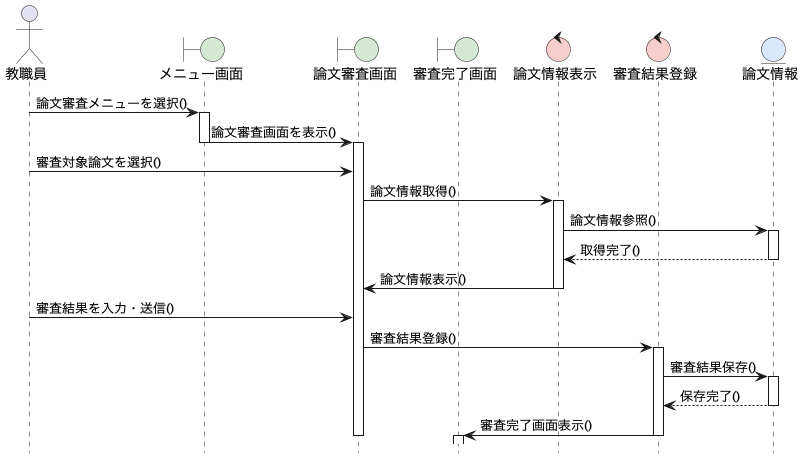 教職員
メニュー画面
論文審査画面
審査完了画面
論文情報表示
審査結果登録
論文情報
論文審査メニューを選択()
論文審査画面を表示()
審査対象論文を選択()
論文情報取得()
論文情報参照()
取得完了()
論文情報表示()
審査結果を入力・送信()
審査結果登録()
審査結果保存()
保存完了()
審査完了画面表示()